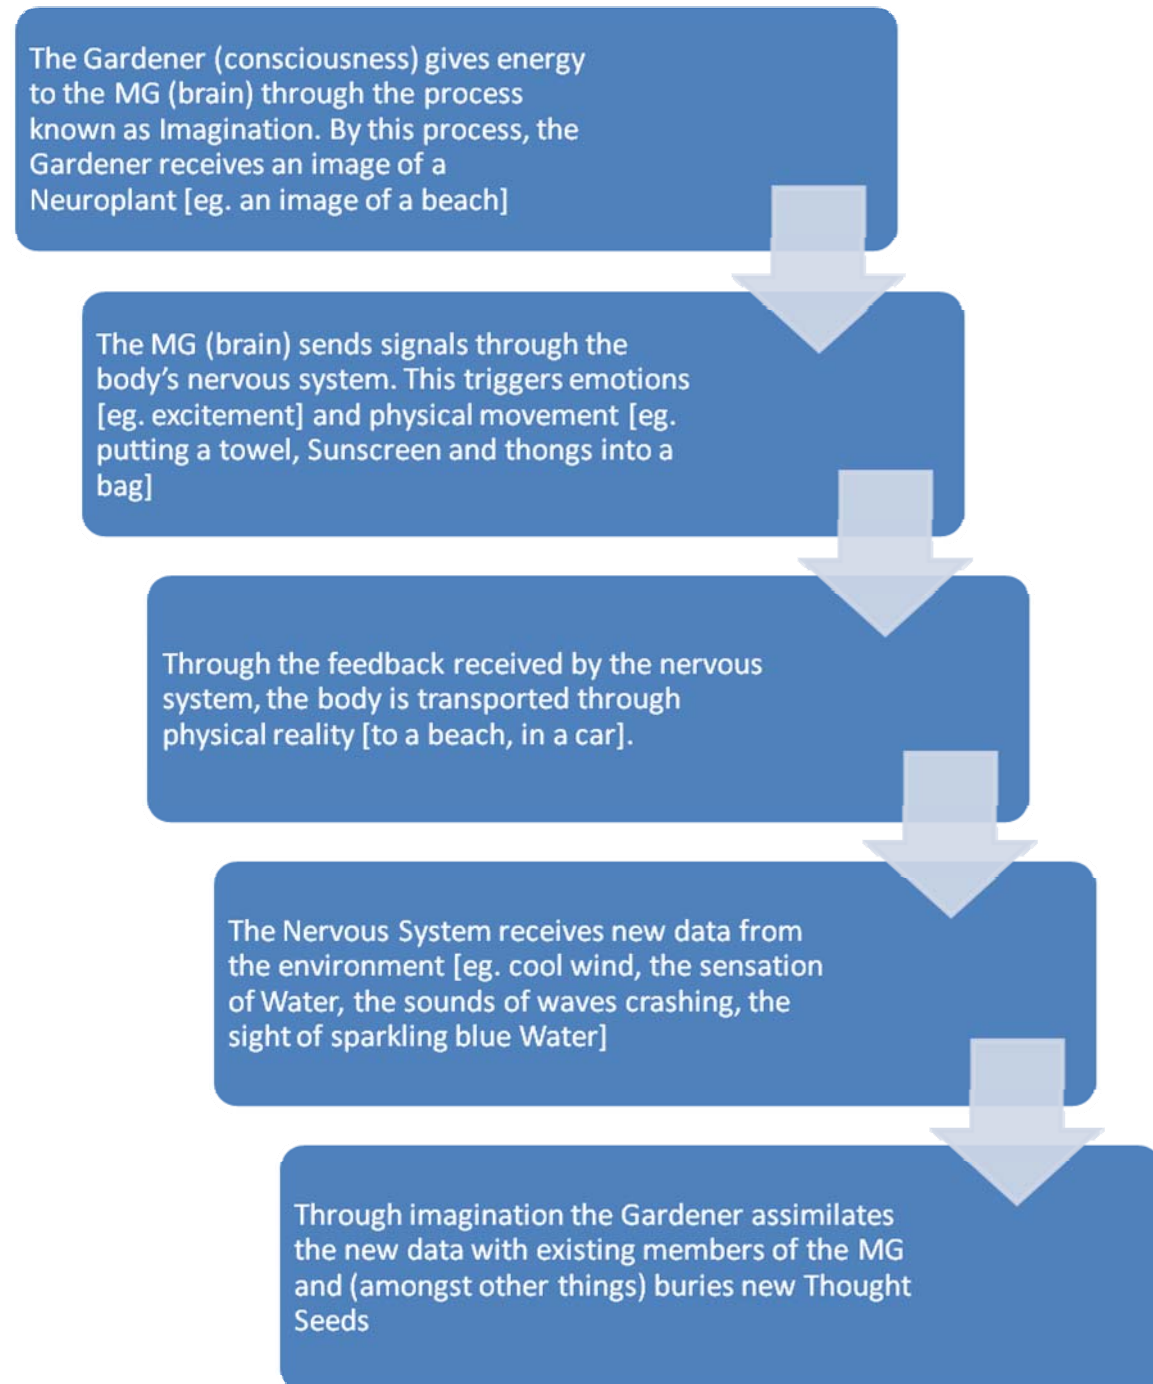 The Gardener (consciousness) gives energy
to the MG (brain) through the process
known as Imagination. By this process, the
Gardener receives an image of a
Neuroplant [eg. an image of a beach]
The MG (brain) sends signals through the
body’s nervous system. This triggers emotions
[eg. excitement] and physical movement [eg.
putting a towel, Sunscreen and thongs into a
bag]
Through the feedback received by the nervous
system, the body is transported through
physical reality [to a beach, in a car].
The Nervous System receives new data from
the environment [eg. cool wind, the sensation
of Water, the sounds of waves crashing, the
sight of sparkling blue Water]
Through imagination the Gardener assimilates
the new data with existing members of the MG
and (amongst other things) buries new Thought
Seeds